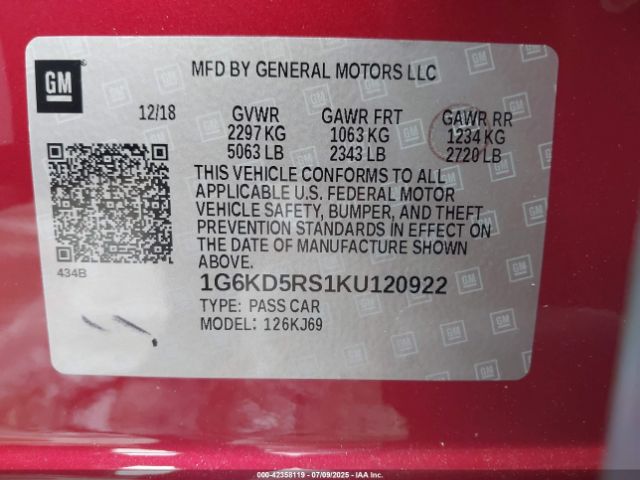 GM
MFD BY GENERAL MOTORS LLC
12/18 GVWR GAWR FRT GAWR RR
2297 KG 1063 KG 1234 KG
5063 LB 2343 LB 2720 LB
THIS VEHICLE CONFORMS TO ALL
APPLICABLE U.S. FEDERAL MOTOR
VEHICLE SAFETY, BUMPER, AND THEFT
PREVENTION STANDARDS IN EFFECT ON
THE DATE OF MANUFACTURE SHOWN
ABOVE.
434B
1G6KD5RS1KU120922
TYPE: PASS CAR
MODEL: 126KJ69
000-42358119 | 07/09/2025 | Copyright © IAA, LLC